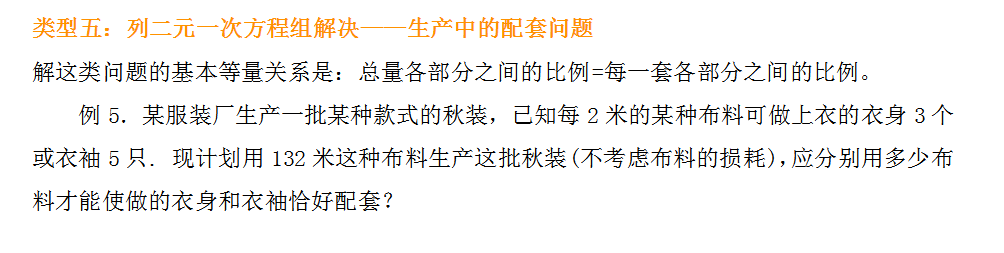 类型五：列二元一次方程组解决——生产中的配套问题
解这类问题的基本等量关系是：总量各部分之间的比例=每一套各部分之间的比例。
例 5．某服装厂生产一批某种款式的秋装，已知每 2 米的某种布料可做上衣的衣身 3 个
或衣袖 5 只．现计划用 132 米这种布料生产这批秋装(不考虑布料的损耗)，应分别用多少布
料才能使做的衣身和衣袖恰好配套？